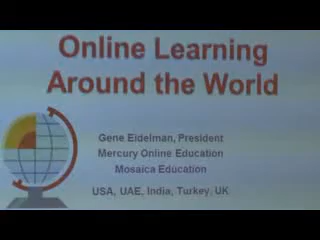 Online Learning
Around the World
Gene Eidelman, President
Mercury Online Education
Mosaica Education
USA, UAE, India, Turkey, UK